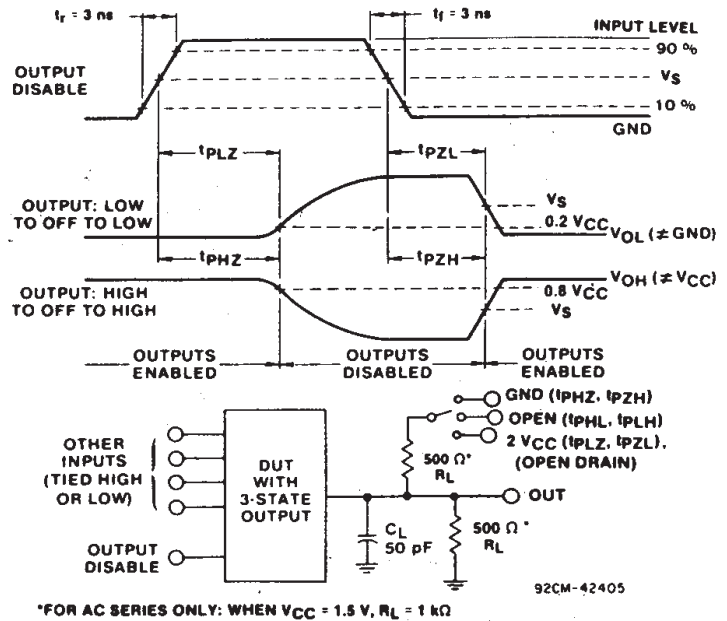 tr = 3 ns
tf = 3 ns
INPUT LEVEL
90 %
OUTPUT
DISABLE
VS
10 %
GND
tPLZ
tPZL
OUTPUT: LOW
TO OFF TO LOW
VS
0.2 VCC
VOL (≠ GND)
tPHZ
tPZH
OUTPUT: HIGH
TO OFF TO HIGH
VOH (≠ VCC)
0.8 VCC
VS
OUTPUTS
ENABLED
OUTPUTS
DISABLED
OUTPUTS
ENABLED
GND (tPHZ, tPZH)
OPEN (tPHL, tPLH)
2 VCC (tPLZ, tPZL),
(OPEN DRAIN)
OTHER
INPUTS
(TIED HIGH
OR LOW)
DUT
WITH
3-STATE
OUTPUT
500 Ω*
RL
OUT
CL
50 pF
500 Ω*
RL
OUTPUT
DISABLE
92CM-42405
*FOR AC SERIES ONLY: WHEN VCC = 1.5 V, RL = 1 kΩ